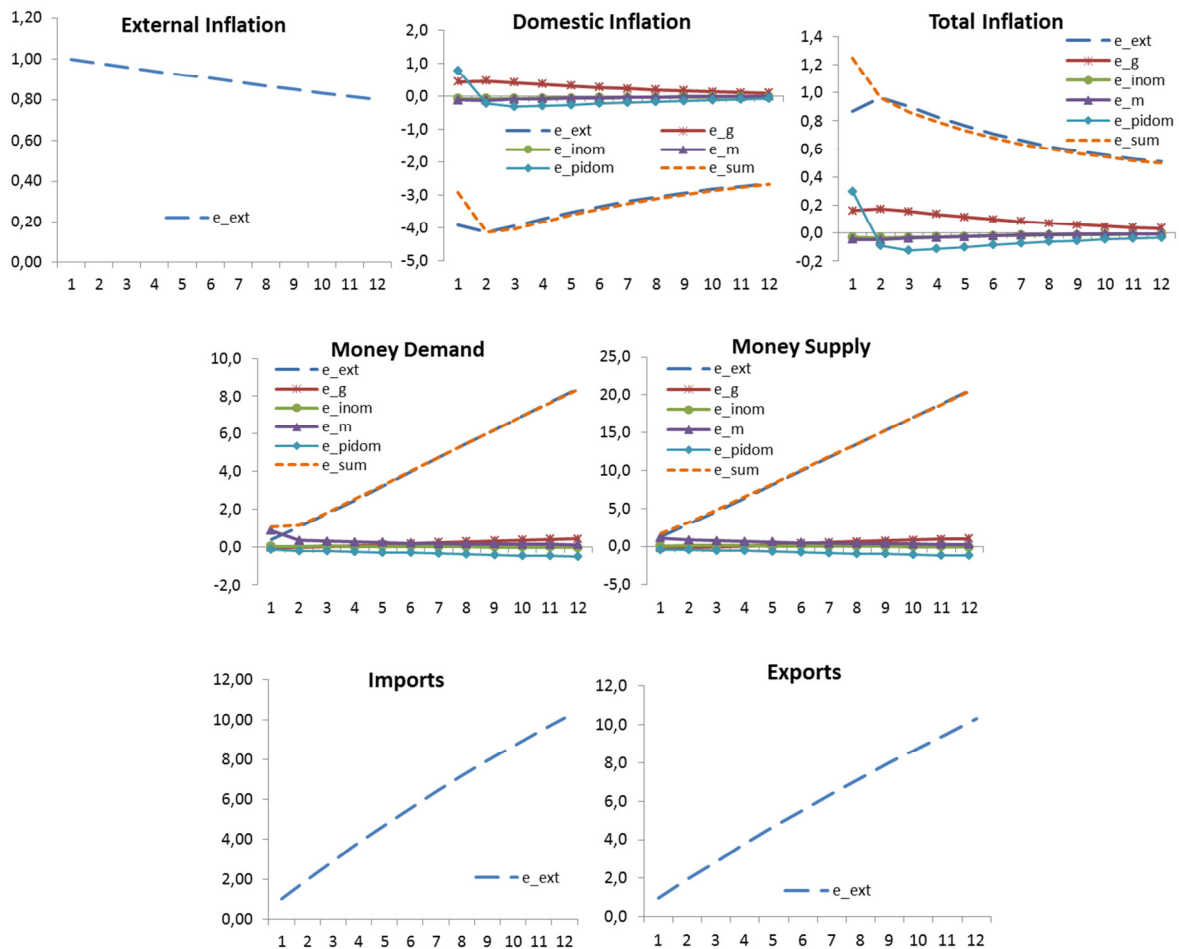 External Inflation
1,20
1,00
0,80
0,60
0,40
0,20
0,00
e_ext
1 2 3 4 5 6 7 8 9 10 11 12
Domestic Inflation
2,0
1,0
0,0
-1,0
-2,0
-3,0
-4,0
-5,0
e_ext e_g
e_inom e_m
e_pidom e_sum
1 2 3 4 5 6 7 8 9 10 11 12
Total Inflation
1,4
1,2
1,0
0,8
0,6
0,4
0,2
0,0
-0,2
e_ext
e_g
e_inom
e_m
e_pidom
e_sum
1 2 3 4 5 6 7 8 9 10 11 12
Money Demand
10,0
8,0
6,0
4,0
2,0
0,0
-2,0
e_ext
e_g
e_inom
e_m
e_pidom
e_sum
1 2 3 4 5 6 7 8 9 10 11 12
Money Supply
25,0
20,0
15,0
10,0
5,0
0,0
-5,0
e_ext
e_g
e_inom
e_m
e_pidom
e_sum
1 2 3 4 5 6 7 8 9 10 11 12
Imports
12,00
10,00
8,00
6,00
4,00
2,00
0,00
e_ext
1 2 3 4 5 6 7 8 9 10 11 12
Exports
12,0
10,0
8,0
6,0
4,0
2,0
0,0
e_ext
1 2 3 4 5 6 7 8 9 10 11 12